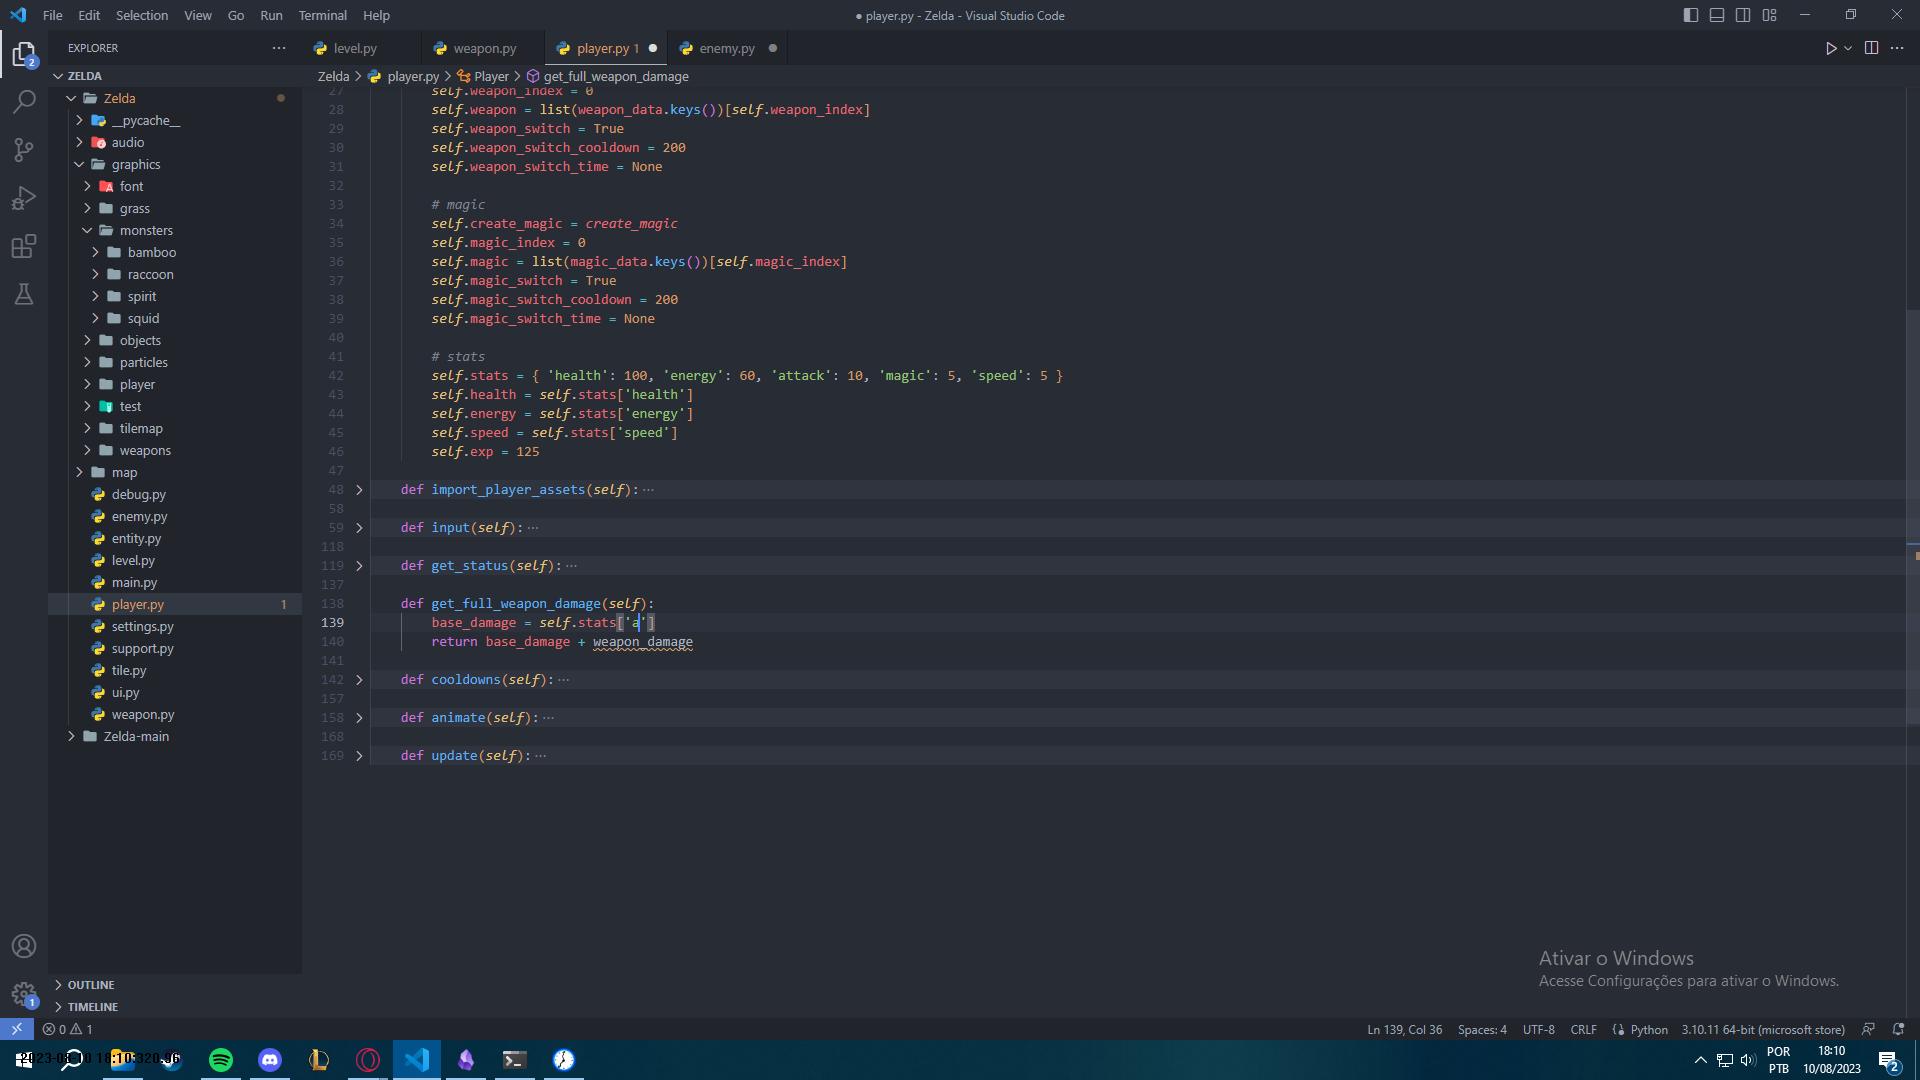 File Edit Selection View Go Run Terminal Help
● player.py - Zelda - Visual Studio Code
EXPLORER
level.py
weapon.py
player.py 1
enemy.py
ZELDA
Zelda > player.py > Player > get_full_weapon_damage
Zelda
__pycache__
audio
graphics
font
grass
monsters
bamboo
raccoon
spirit
squid
objects
particles
player
test
tilemap
weapons
map
debug.py
enemy.py
entity.py
level.py
main.py
player.py 1
settings.py
support.py
tile.py
ui.py
weapon.py
Zelda-main
OUTLINE
TIMELINE
27 self.weapon_index = 0
28 self.weapon = list(weapon_data.keys())[self.weapon_index]
29 self.weapon_switch = True
30 self.weapon_switch_cooldown = 200
31 self.weapon_switch_time = None
32
33 # magic
34 self.create_magic = create_magic
35 self.magic_index = 0
36 self.magic = list(magic_data.keys())[self.magic_index]
37 self.magic_switch = True
38 self.magic_switch_cooldown = 200
39 self.magic_switch_time = None
40
41 # stats
42 self.stats = { 'health': 100, 'energy': 60, 'attack': 10, 'magic': 5, 'speed': 5 }
43 self.health = self.stats['health']
44 self.energy = self.stats['energy']
45 self.speed = self.stats['speed']
46 self.exp = 125
47
48 def import_player_assets(self):···
58
59 def input(self):···
118
119 def get_status(self):···
137
138 def get_full_weapon_damage(self):
139 base_damage = self.stats['a']
140 return base_damage + weapon_damage
141
142 def cooldowns(self):···
157
158 def animate(self):···
168
169 def update(self):···
Ativar o Windows
Acesse Configurações para ativar o Windows.
2
1
0 1
Ln 139, Col 36 Spaces: 4 UTF-8 CRLF Python 3.10.11 64-bit (microsoft store)
POR
PTB
18:10
10/08/2023
2